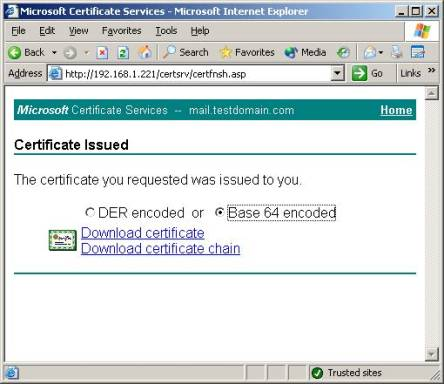 Microsoft Certificate Services - Microsoft Internet Explorer
File Edit View Favorites Tools Help
Back Search Favorites Media
Address http://192.168.1.221/certsrv/certfnsh.asp Go Links »
Microsoft Certificate Services -- mail.testdomain.com Home
Certificate Issued
The certificate you requested was issued to you.
DER encoded or Base 64 encoded
Download certificate
Download certificate chain
Trusted sites